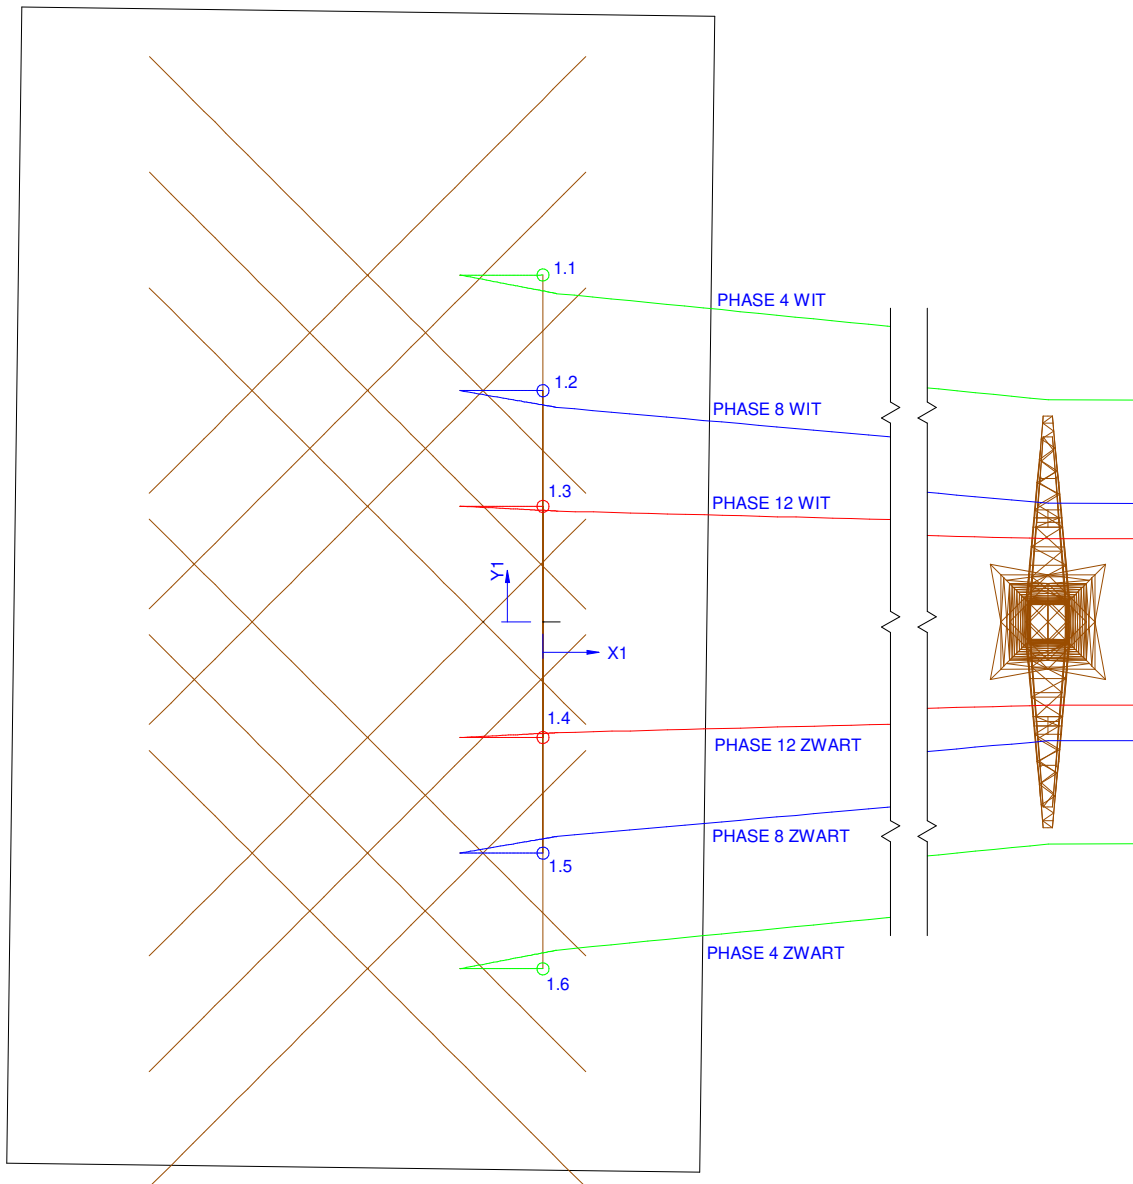 1.1
PHASE 4 WIT
1.2
PHASE 8 WIT
1.3
PHASE 12 WIT
Y1
X1
1.4
PHASE 12 ZWART
PHASE 8 ZWART
1.5
PHASE 4 ZWART
1.6